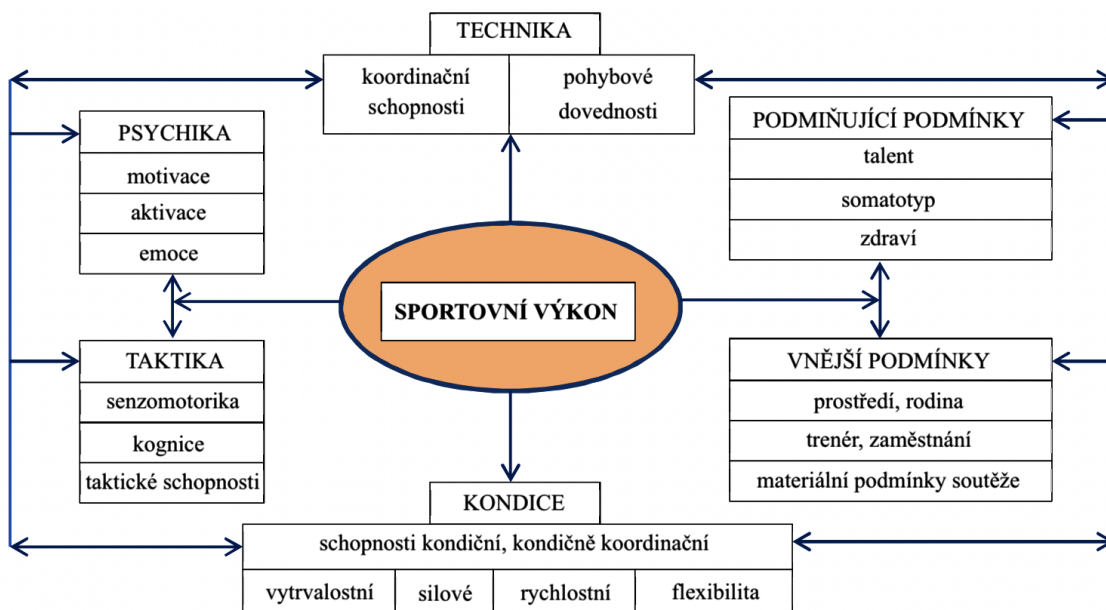 TECHNIKA
koordinační
schopnosti
pohybové
dovednosti
PSYCHIKA
motivace
aktivace
emoce
PODMIŇUJÍCÍ PODMÍNKY
talent
somatotyp
zdraví
SPORTOVNÍ VÝKON
TAKTIKA
senzomotorika
kognice
taktické schopnosti
VNĚJŠÍ PODMÍNKY
prostředí, rodina
trenér, zaměstnání
materiální podmínky soutěže
KONDICE
schopnosti kondiční, kondičně koordinační
vytrvalostní
silové
rychlostní
flexibilita